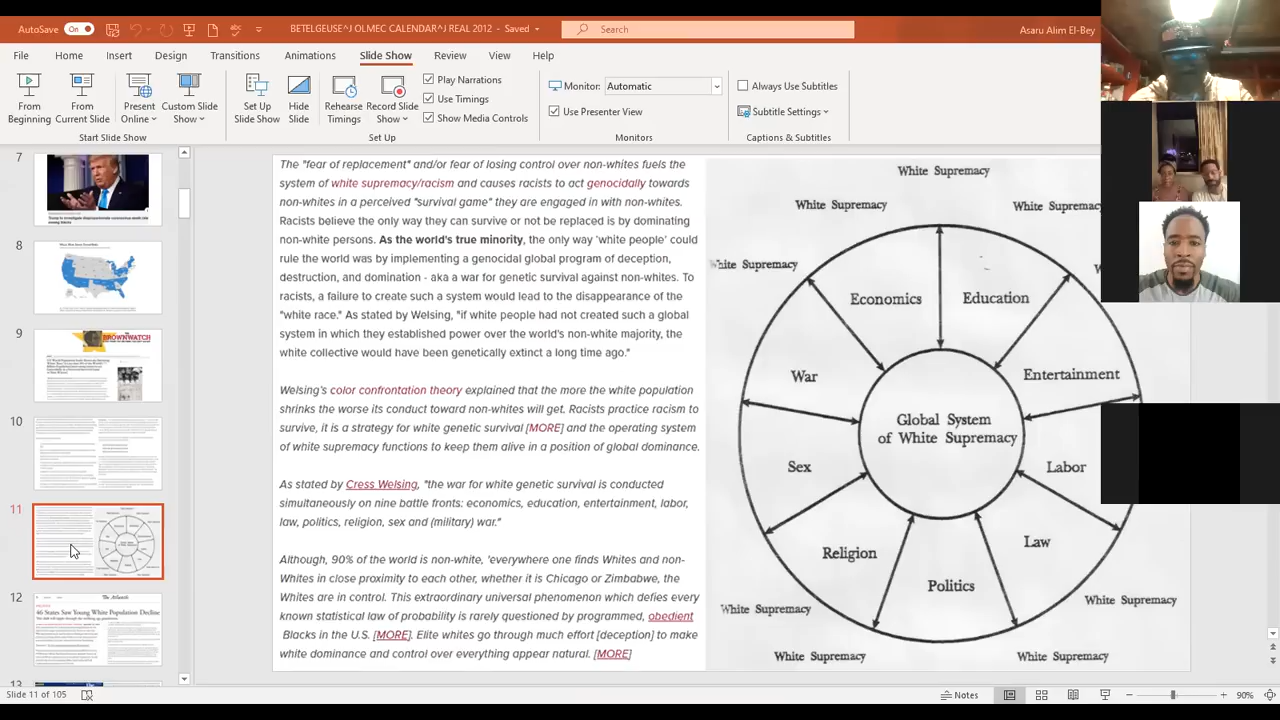 AutoSave
On
BETELGEUSE^J OLMEC CALENDAR^J REAL 2012 - Saved
Search
Asaru Alim El-Bey
File
Home
Insert
Design
Transitions
Animations
Slide Show
Review
View
Help
From
Beginning
From
Current Slide
Present
Online
Custom Slide
Show
Set Up
Slide Show
Hide
Slide
Rehearse
Timings
Record Slide
Show
Play Narrations
Use Timings
Show Media Controls
Monitor:
Automatic
Use Presenter View
Always Use Subtitles
Subtitle Settings
Start Slide Show
Set Up
Monitors
Captions & Subtitles
7
8
9
BROWNWATCH
10
11
12
The Atlantic
46 States Saw Young White Population Decline
13
The "fear of replacement" and/or fear of losing control over non-whites fuels the
system of white supremacy/racism and causes racists to act genocidally towards
non-whites in a perceived "survival game" they are engaged in with non-whites.
Racists believe the only way they can survive or not be replaced is by dominating
non-white persons. As the world's true minority, the only way 'white people' could
rule the world was by implementing a genocidal global program of deception,
destruction, and domination - aka a war for genetic survival against non-whites. To
racists, a failure to create such a system would lead to the disappearance of the
"white race." As stated by Welsing, "if white people had not created such a global
system in which they established power over the world's non-white majority, the
white collective would have been genetically extinct a long time ago."
Welsing's color confrontation theory explained that the more the white population
shrinks the worse its conduct toward non-whites will get. Racists practice racism to
survive, it is a strategy for white genetic survival [MORE] and the operating system
of white supremacy functions to keep them alive in a position of global dominance.
As stated by Cress Welsing, "the war for white genetic survival is conducted
simultaneously on nine battle fronts: economics, education, entertainment, labor,
law, politics, religion, sex and (military) war."
Although, 90% of the world is non-white, 'everywhere one finds Whites and non-
Whites in close proximity to each other, whether it is Chicago or Zimbabwe, the
Whites are in control. This extraordinary universal phenomenon which defies every
known statistical law of probability is rarely questioned by programmed, obedient
Blacks in the U.S. [MORE]. Elite whites go through much effort [deception] to make
white dominance and control over everything appear natural. [MORE]
White Supremacy
White Supremacy
White Supremacy
White Supremacy
Economics
Education
War
Entertainment
Global System
of White Supremacy
Sex
Labor
Religion
Law
Politics
White Supremacy
White Supremacy
White Supremacy
White Supremacy
Slide 11 of 105
Notes
90%